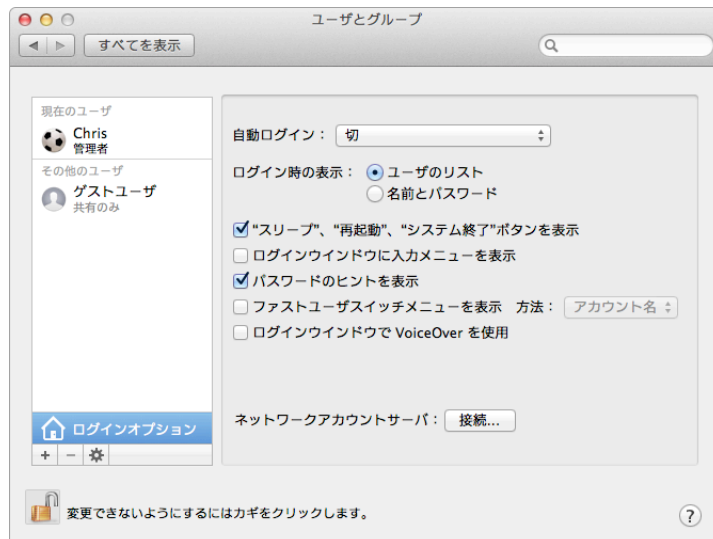 ユーザとグループ
すべてを表示
現在のユーザ
Chris
管理者
その他のユーザ
ゲストユーザ
共有のみ
ログインオプション
自動ログイン： 切
ログイン時の表示： ユーザのリスト
名前とパスワード
“スリープ”、“再起動”、“システム終了”ボタンを表示
ログインウインドウに入力メニューを表示
パスワードのヒントを表示
ファストユーザスイッチメニューを表示 方法： アカウント名
ログインウインドウで VoiceOver を使用
ネットワークアカウントサーバ： 接続...
変更できないようにするにはカギをクリックします。
?